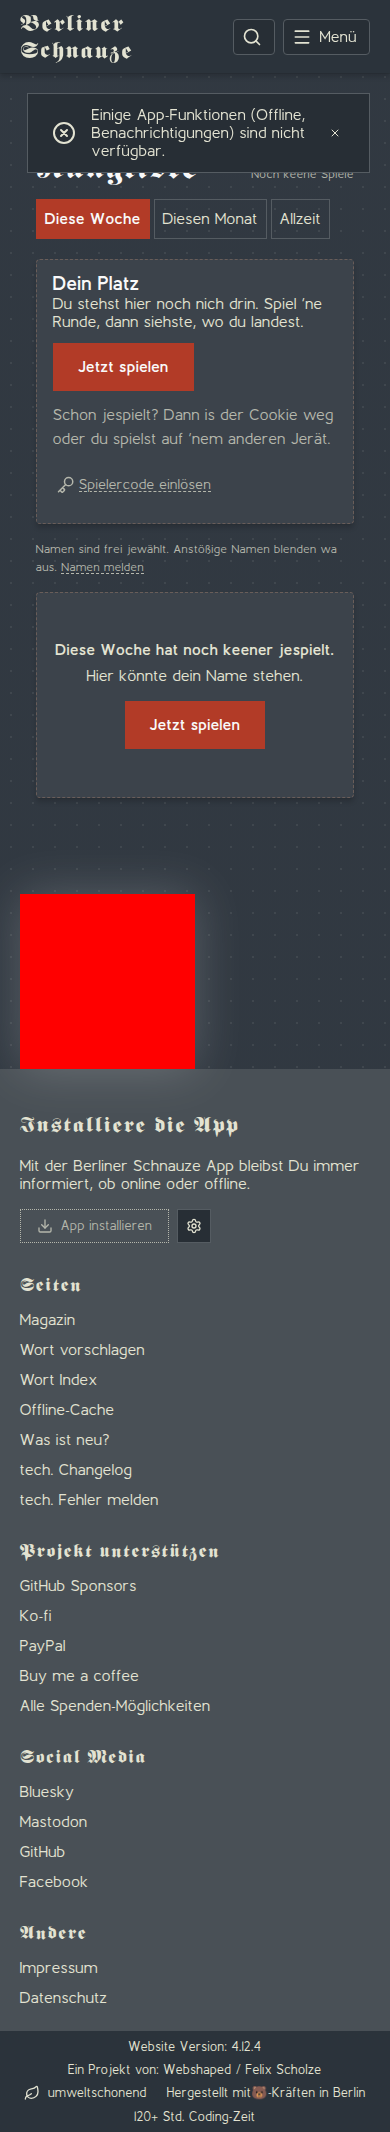 Berliner
Schnauze
Menü
Einige App-Funktionen (Offline,
Benachrichtigungen) sind nicht
verfügbar.
Noch keene Spiele
Diese Woche
Diesen Monat
Allzeit
Dein Platz
Du stehst hier noch nich drin. Spiel ’ne
Runde, dann siehste, wo du landest.
Jetzt spielen
Schon jespielt? Dann is der Cookie weg
oder du spielst auf ’nem anderen Jerät.
Spielercode einlösen
Namen sind frei jewählt. Anstößige Namen blenden wa
aus. Namen melden
Diese Woche hat noch keener jespielt.
Hier könnte dein Name stehen.
Jetzt spielen
Installiere die App
Mit der Berliner Schnauze App bleibst Du immer
informiert, ob online oder offline.
App installieren
Seiten
Magazin
Wort vorschlagen
Wort Index
Offline-Cache
Was ist neu?
tech. Changelog
tech. Fehler melden
Projekt unterstützen
GitHub Sponsors
Ko-fi
PayPal
Buy me a coffee
Alle Spenden-Möglichkeiten
Social Media
Bluesky
Mastodon
GitHub
Facebook
Andere
Impressum
Datenschutz
Website Version: 4.12.4
Ein Projekt von: Webshaped / Felix Scholze
umweltschonend Hergestellt mit🐻-Kräften in Berlin
120+ Std. Coding-Zeit